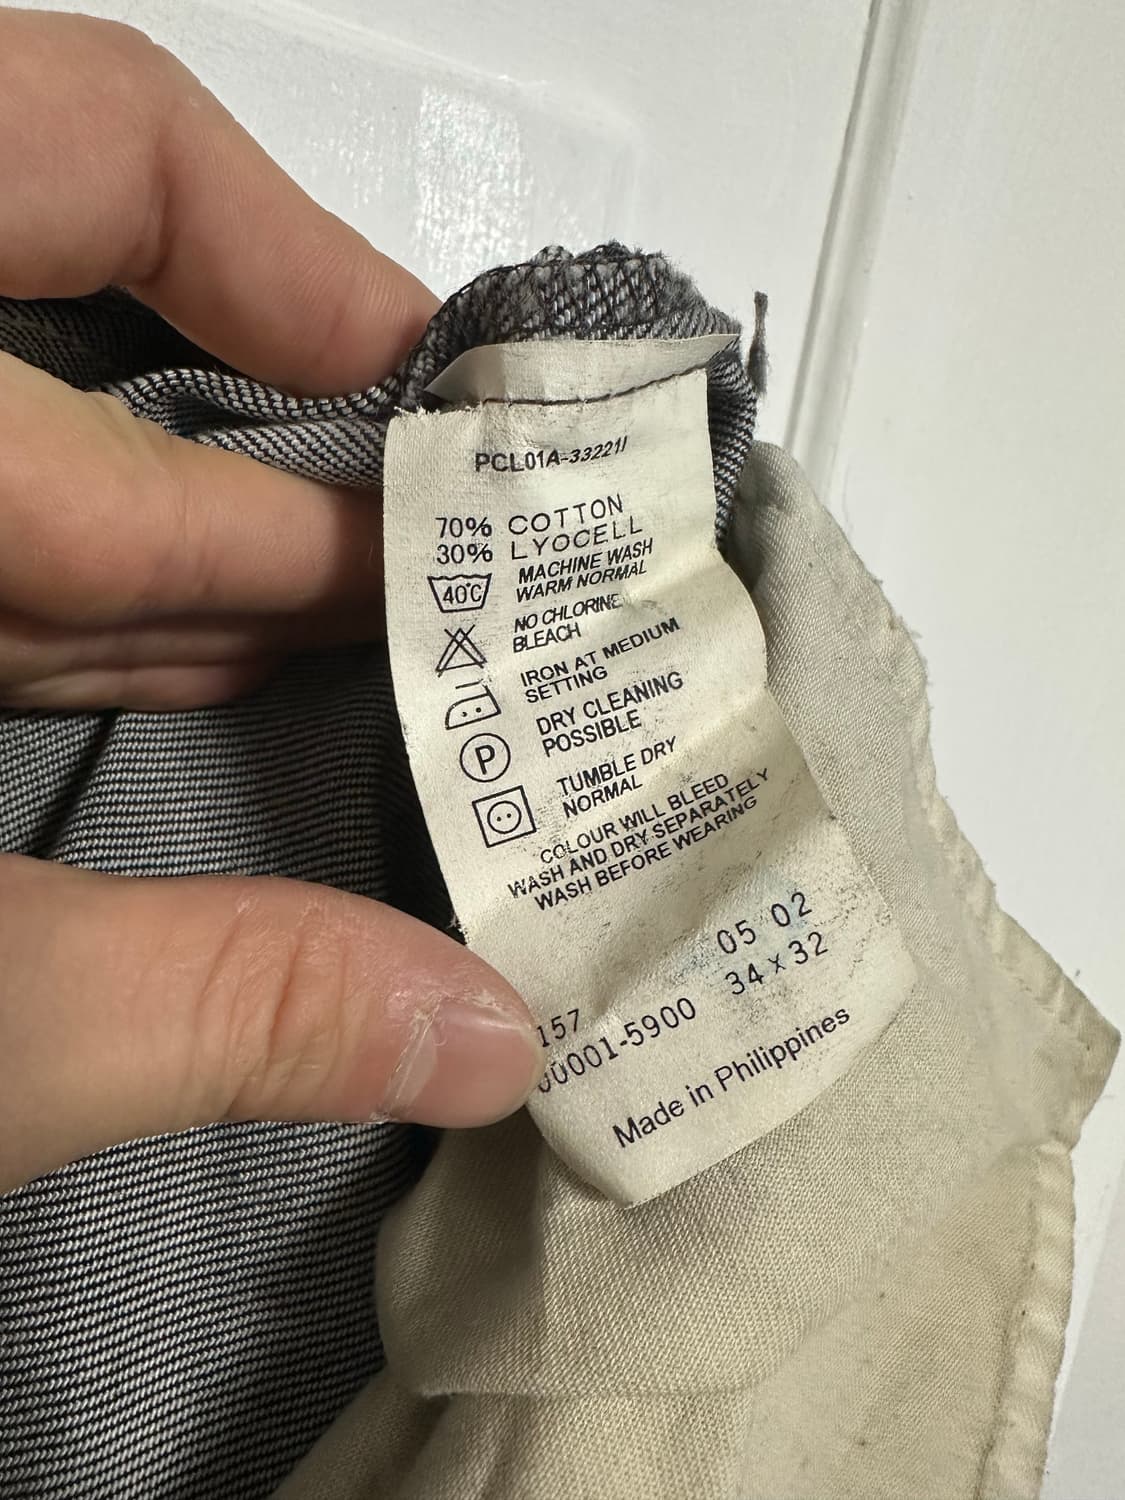 PCL01A-33221I
70% COTTON
30% LYOCELL
40°C MACHINE WASH
WARM NORMAL
NO CHLORINE
BLEACH
IRON AT MEDIUM
SETTING
P DRY CLEANING
POSSIBLE
TUMBLE DRY
NORMAL
COLOUR WILL BLEED
WASH AND DRY SEPARATELY
WASH BEFORE WEARING
05 02
34 x 32
157
00001-5900
Made in Philippines